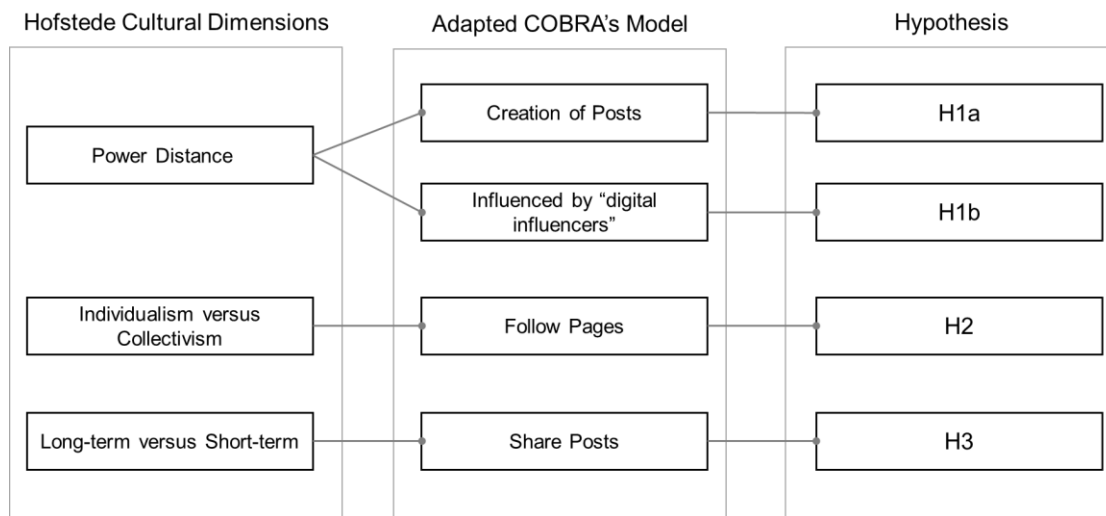 Hofstede Cultural Dimensions
Adapted COBRA's Model
Hypothesis
Power Distance
Creation of Posts
H1a
Influenced by “digital
influencers”
H1b
Individualism versus
Collectivism
Follow Pages
H2
Long-term versus Short-term
Share Posts
H3